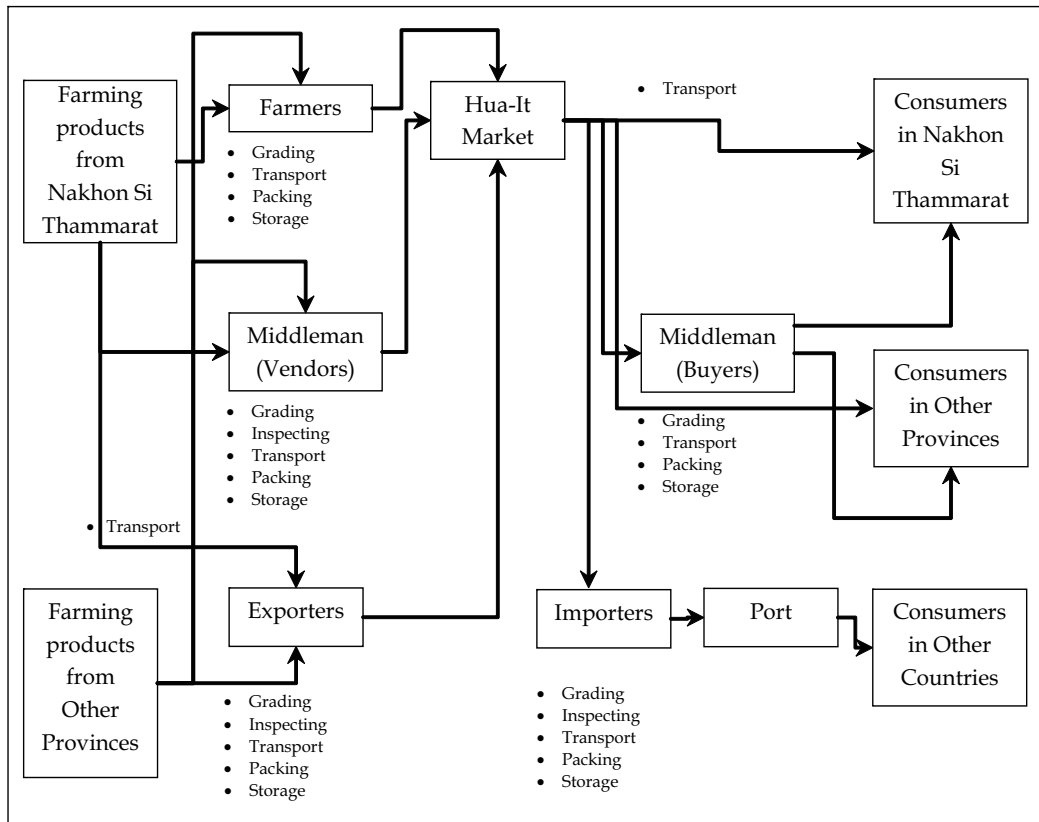 Farming
products
from
Nakhon Si
Thammarat
Farmers
• Grading
• Transport
• Packing
• Storage
Hua-It
Market
• Transport
Consumers
in Nakhon
Si
Thammarat
Middleman
(Vendors)
• Grading
• Inspecting
• Transport
• Packing
• Storage
Middleman
(Buyers)
• Grading
• Transport
• Packing
• Storage
Consumers
in Other
Provinces
• Transport
Farming
products
from
Other
Provinces
Exporters
• Grading
• Inspecting
• Transport
• Packing
• Storage
Importers
• Grading
• Inspecting
• Transport
• Packing
• Storage
Port
Consumers
in Other
Countries